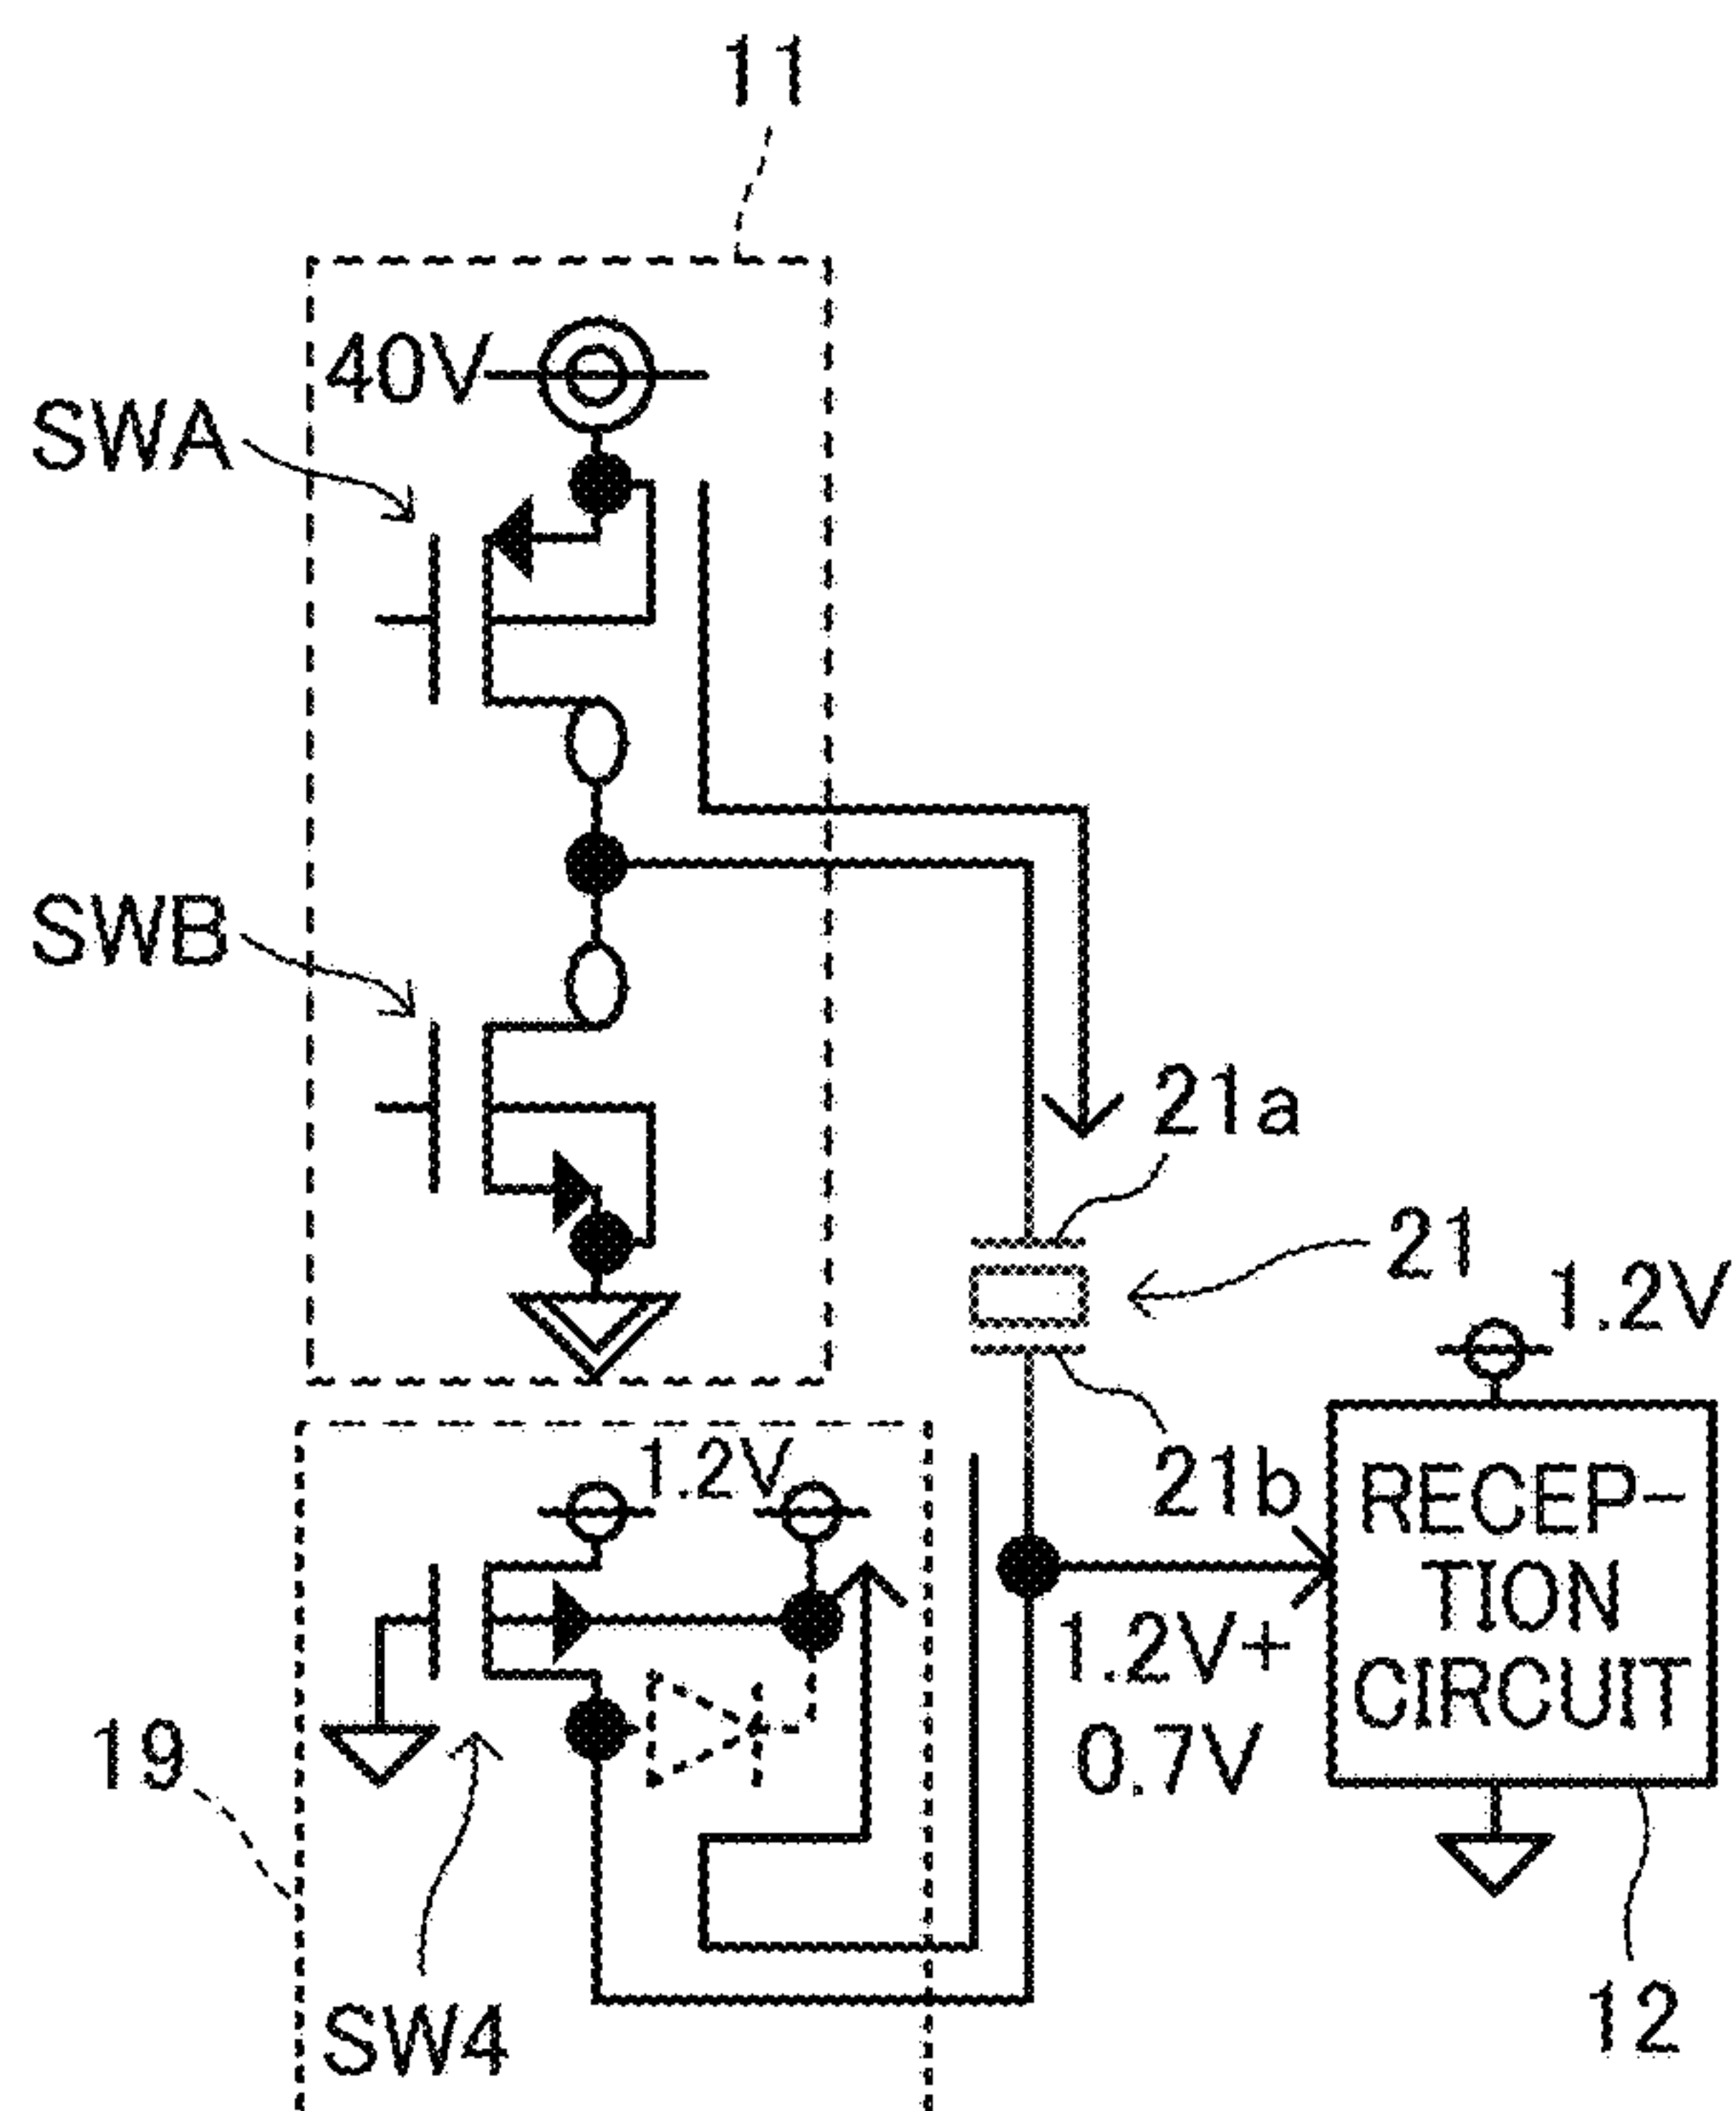 11
40V
SWA
SWB
21a
21
1.2V
1.2V
21b
RECEP-
TION
CIRCUIT
1.2V+
0.7V
19
SW4
12